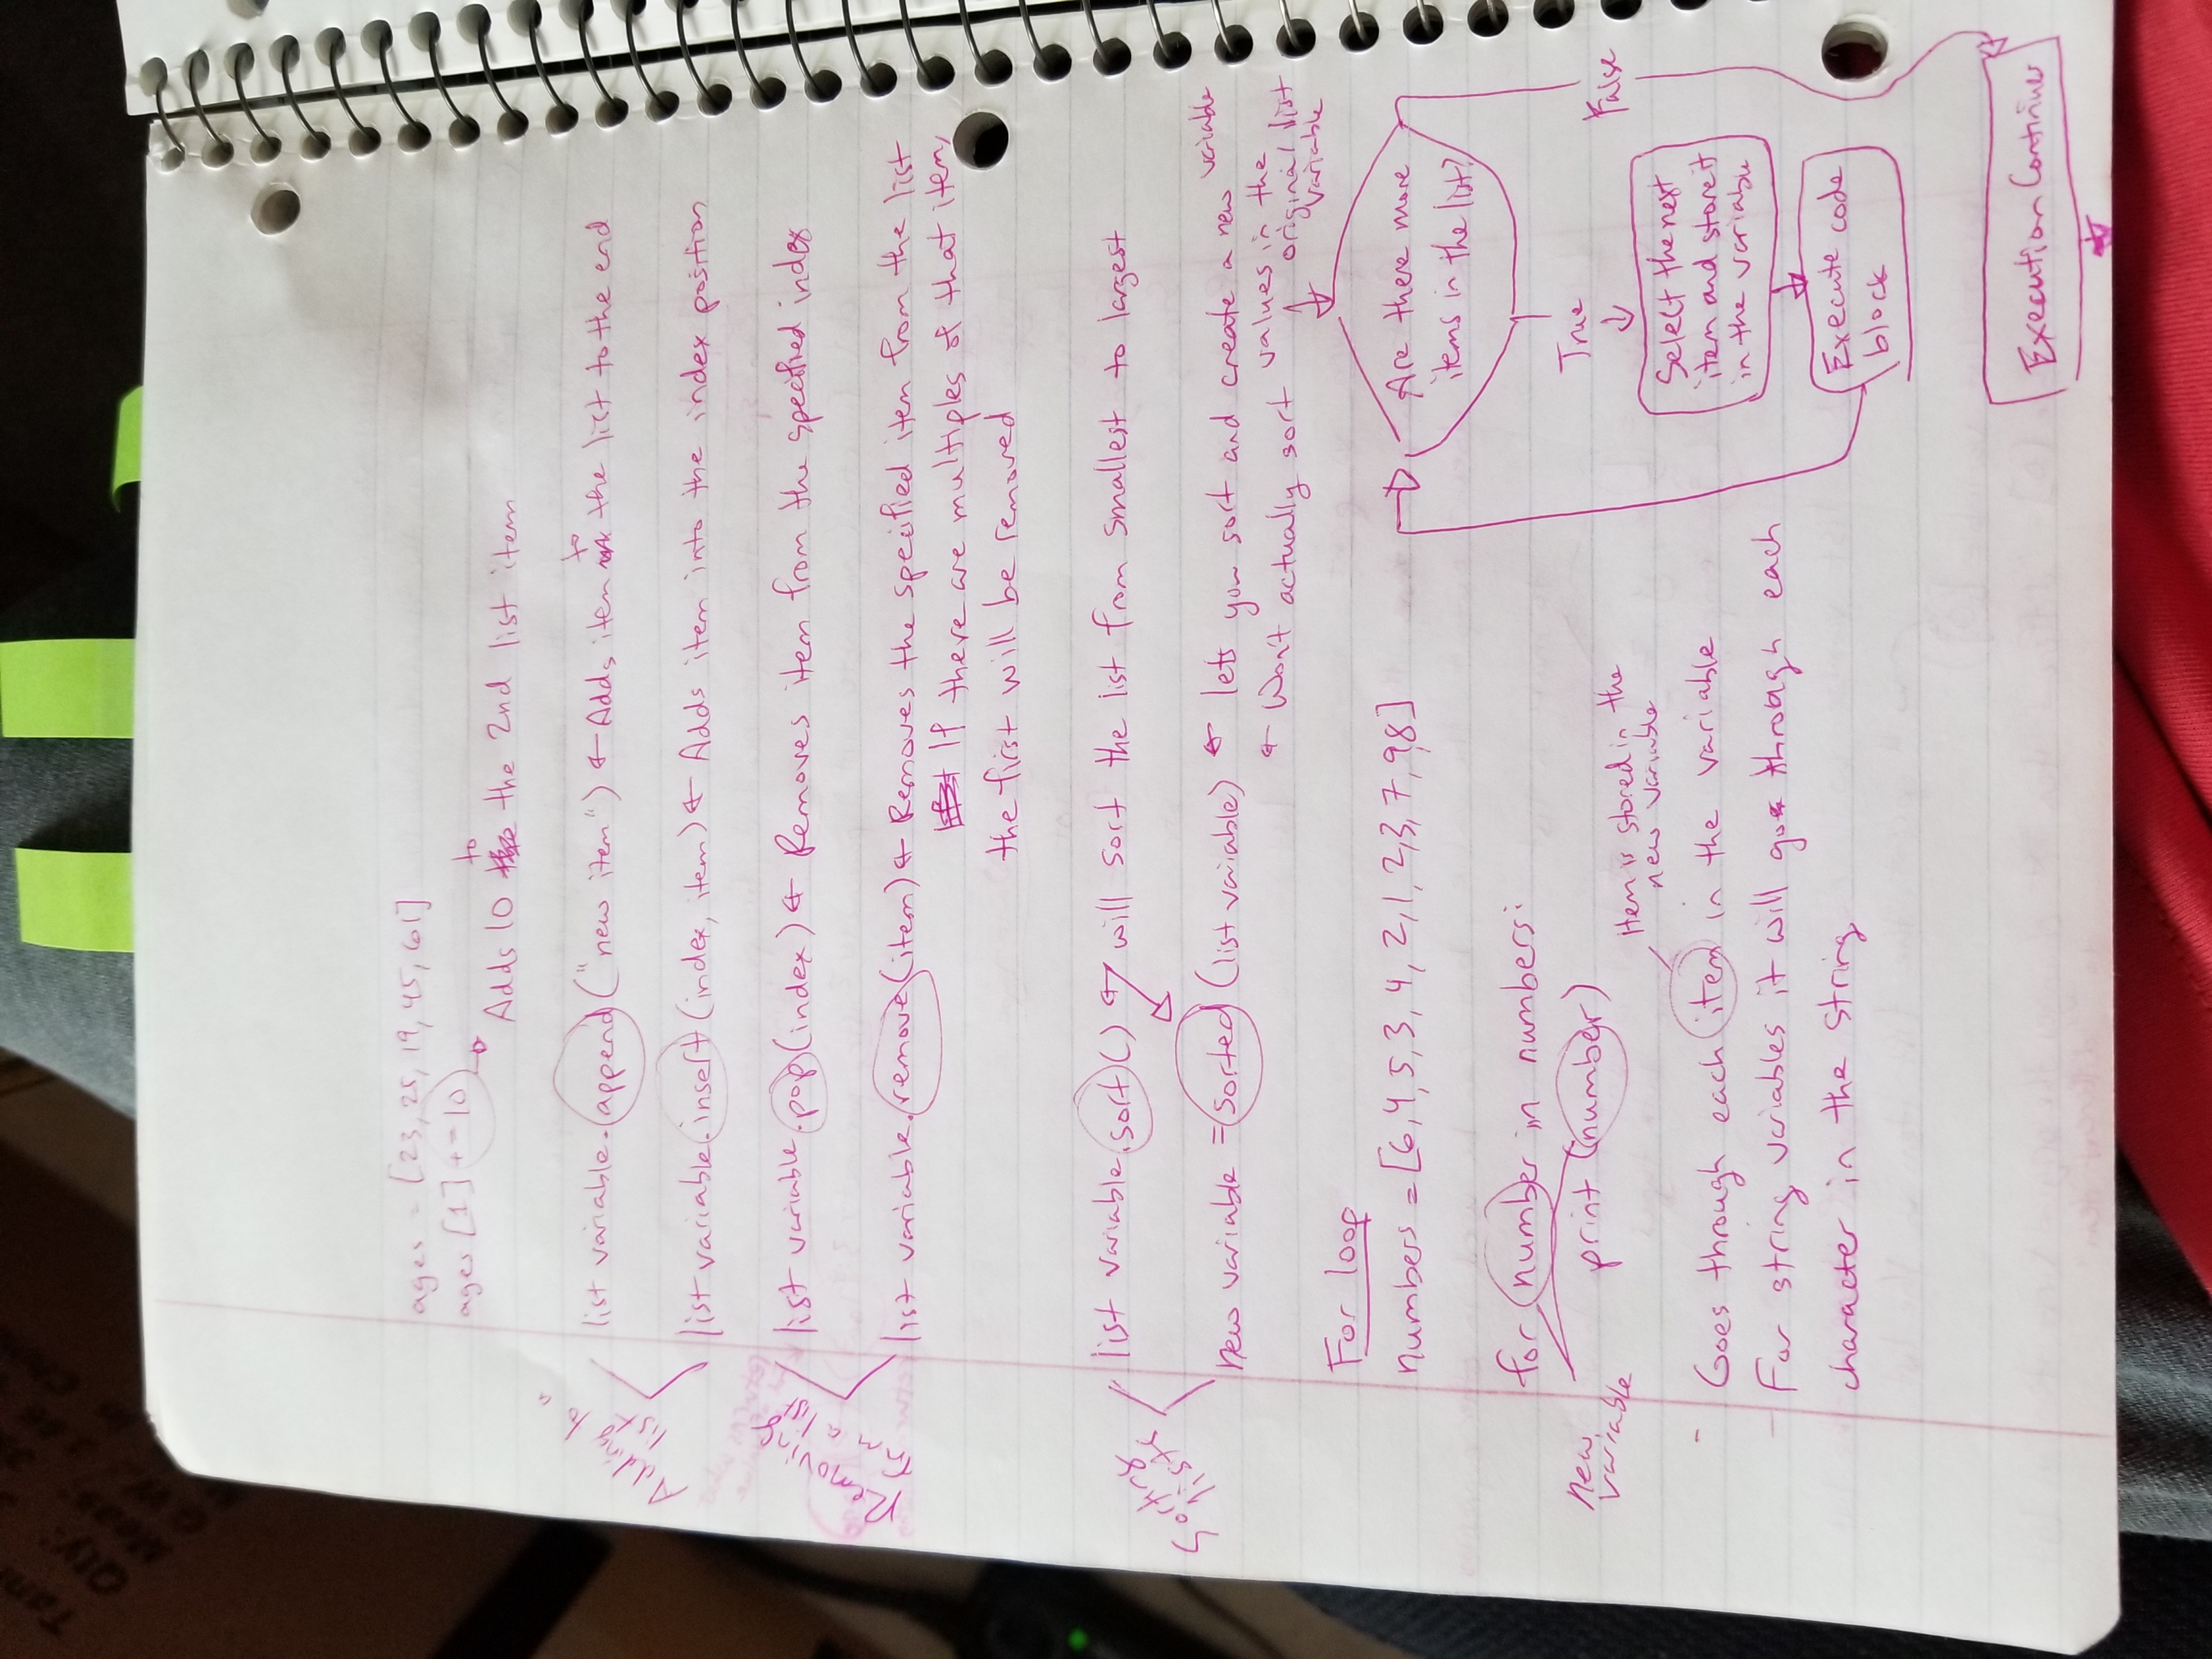 Qty:
Meas:
ages = [23, 25, 19, 45, 61]
ages [1] += 10
to
Adds 10 the 2nd list item
Adding to a
list
to
list variable.append ("new item") ← Adds item the list to the end
list variable.insert (index, item) ← Adds item into the index position
Removing
from a list
list variable.pop (index) ← Removes item from the specified index
list variable.remove (item) ← Removes the specified item from the list
If there are multiples of that item,
the first will be removed
Sorting
lists
list variable.sort () ← will sort the list from smallest to largest
new variable = sorted (list variable) ← lets you sort and create a new variable
← Won't actually sort values in the
original list
variable
For loop
numbers = [6, 4, 5, 3, 4, 2, 1, 2, 3, 7, 9, 8]
for number in numbers:
print (number)
new
variable
item is stored in the
new variable
- Goes through each item in the variable
- For string variables it will go through each
character in the string
Are there more
items in the list?
True
False
Select the next
item and store it
in the variable
Execute code
block
Execution Continues